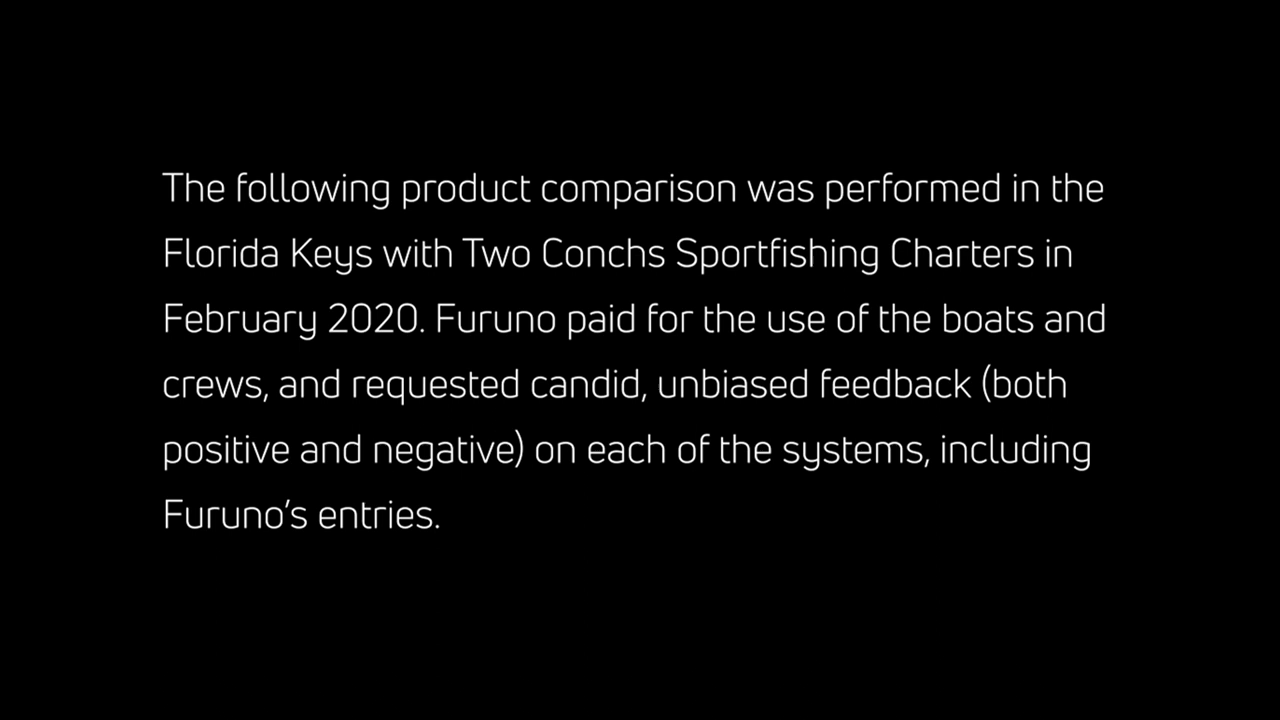 The following product comparison was performed in the
Florida Keys with Two Conchs Sportfishing Charters in
February 2020. Furuno paid for the use of the boats and
crews, and requested candid, unbiased feedback (both
positive and negative) on each of the systems, including
Furuno’s entries.